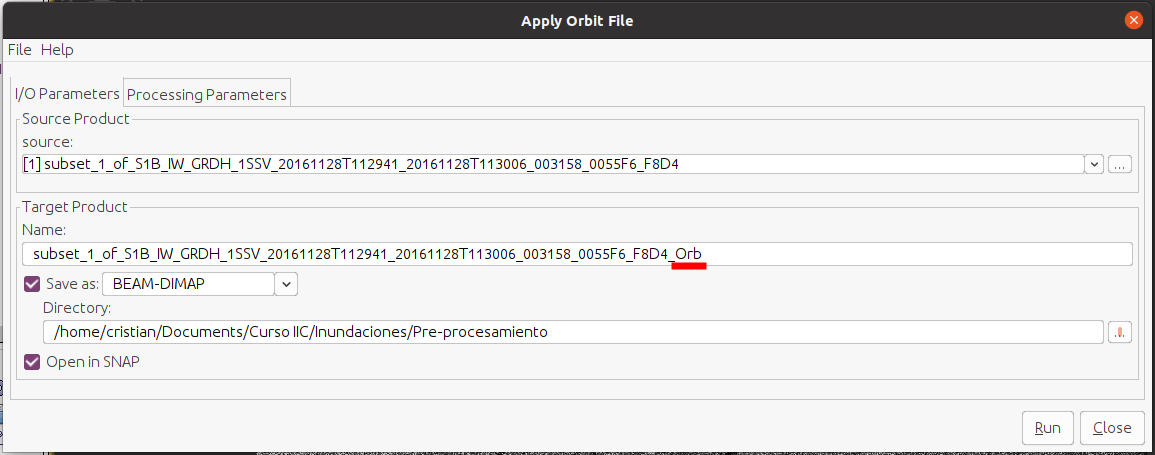 Apply Orbit File
File Help
I/O Parameters Processing Parameters
Source Product
source:
[1] subset_1_of_S1B_IW_GRDH_1SSV_20161128T112941_20161128T113006_003158_0055F6_F8D4 ...
Target Product
Name:
subset_1_of_S1B_IW_GRDH_1SSV_20161128T112941_20161128T113006_003158_0055F6_F8D4_Orb
Save as: BEAM-DIMAP
Directory:
/home/cristian/Documents/Curso IIC/Inundaciones/Pre-procesamiento
Open in SNAP
Run Close